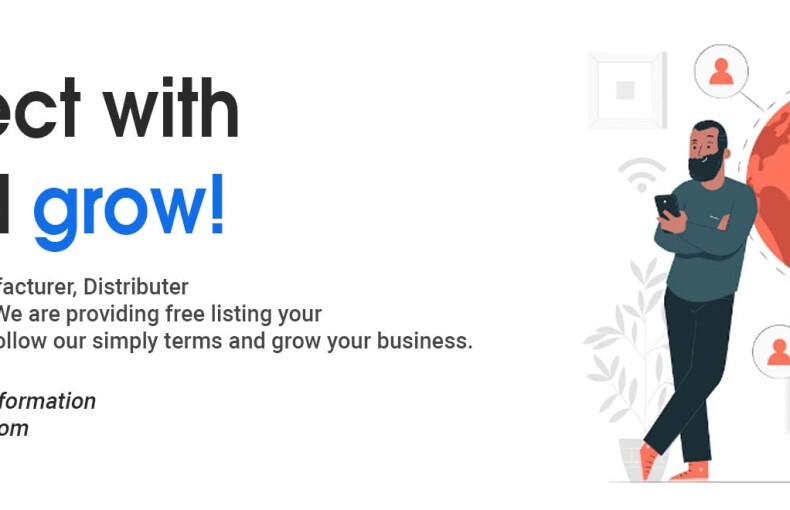 ect with
grow!
facturer, Distributer
We are providing free listing your
ollow our simply terms and grow your business.
formation
om